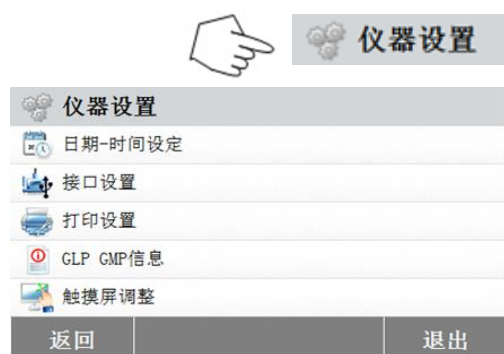 仪器设置
仪器设置
日期-时间设定
接口设置
打印设置
GLP GMP信息
触摸屏调整
返回 退出